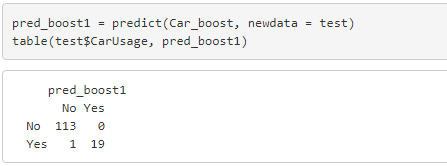 pred_boost1 = predict(Car_boost, newdata = test)
table(test$CarUsage, pred_boost1)
pred_boost1
No Yes
No 113 0
Yes 1 19